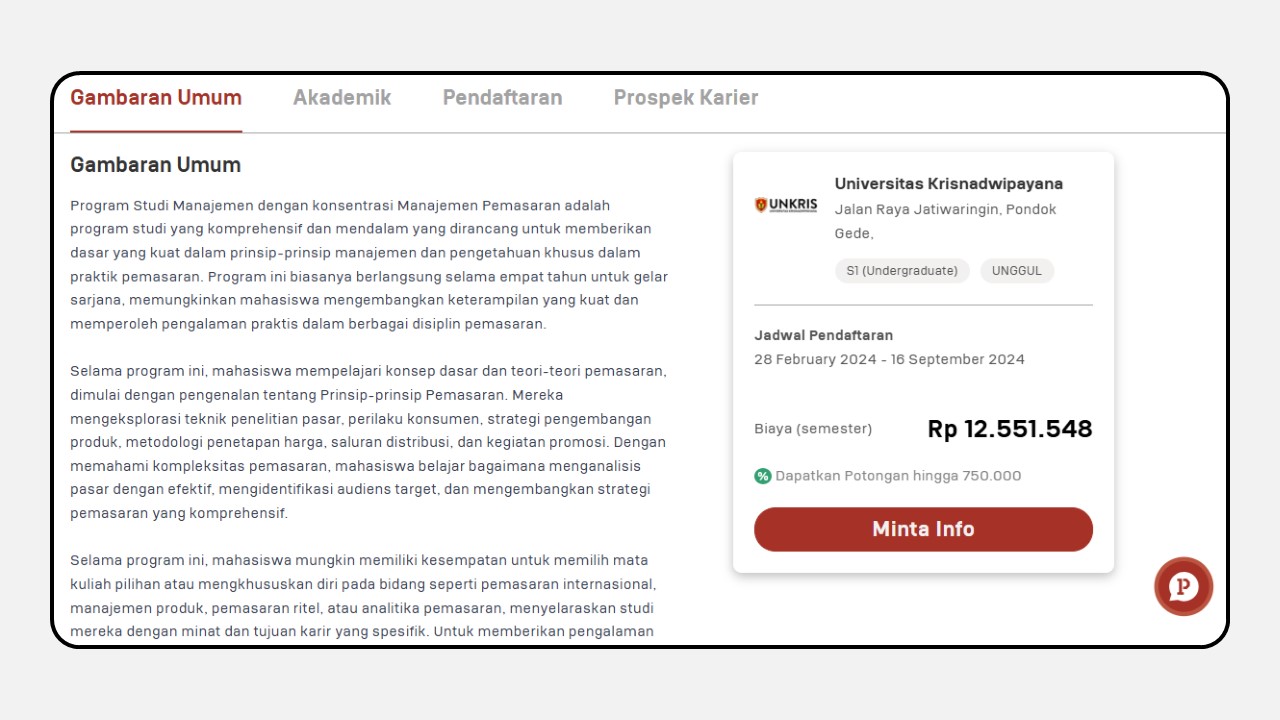 Gambaran Umum Akademik Pendaftaran Prospek Karier
Gambaran Umum
Program Studi Manajemen dengan konsentrasi Manajemen Pemasaran adalah
program studi yang komprehensif dan mendalam yang dirancang untuk memberikan
dasar yang kuat dalam prinsip-prinsip manajemen dan pengetahuan khusus dalam
praktik pemasaran. Program ini biasanya berlangsung selama empat tahun untuk gelar
sarjana, memungkinkan mahasiswa mengembangkan keterampilan yang kuat dan
memperoleh pengalaman praktis dalam berbagai disiplin pemasaran.
Selama program ini, mahasiswa mempelajari konsep dasar dan teori-teori pemasaran,
dimulai dengan pengenalan tentang Prinsip-prinsip Pemasaran. Mereka
mengeksplorasi teknik penelitian pasar, perilaku konsumen, strategi pengembangan
produk, metodologi penetapan harga, saluran distribusi, dan kegiatan promosi. Dengan
memahami kompleksitas pemasaran, mahasiswa belajar bagaimana menganalisis
pasar dengan efektif, mengidentifikasi audiens target, dan mengembangkan strategi
pemasaran yang komprehensif.
Selama program ini, mahasiswa mungkin memiliki kesempatan untuk memilih mata
kuliah pilihan atau mengkhususkan diri pada bidang seperti pemasaran internasional,
manajemen produk, pemasaran ritel, atau analitika pemasaran, menyelaraskan studi
mereka dengan minat dan tujuan karir yang spesifik. Untuk memberikan pengalaman
UNKRIS
Universitas Krisnadwipayana
Jalan Raya Jatiwaringin, Pondok
Gede,
S1 (Undergraduate) UNGGUL
Jadwal Pendaftaran
28 February 2024 - 16 September 2024
Biaya (semester) Rp 12.551.548
% Dapatkan Potongan hingga 750.000
Minta Info
P